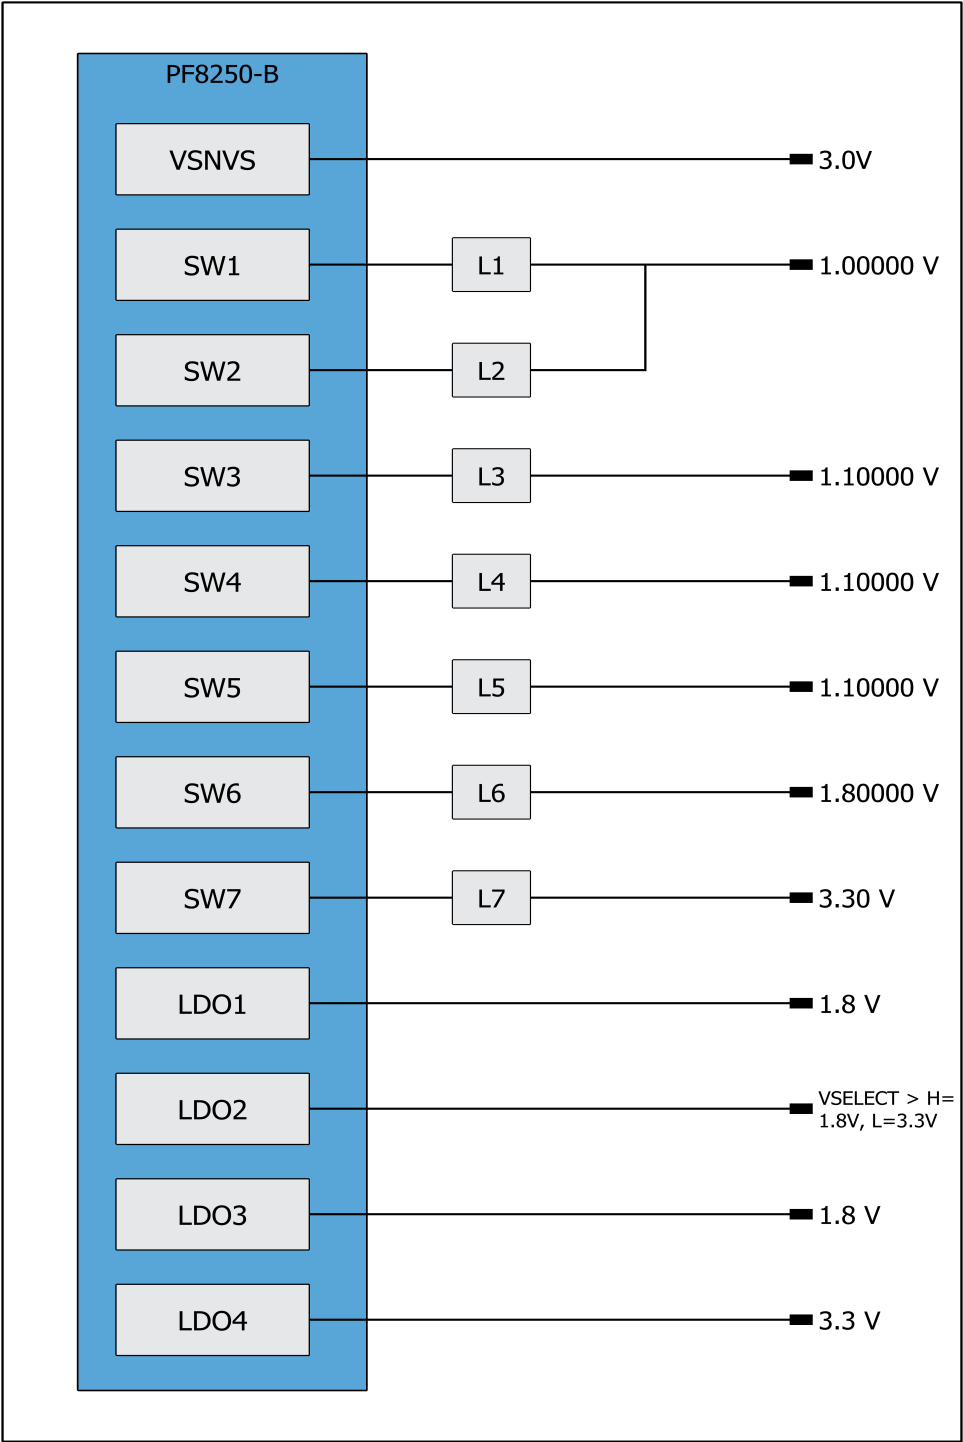 PF8250-B
VSNVS
3.0V
SW1
L1
1.00000 V
SW2
L2
SW3
L3
1.10000 V
SW4
L4
1.10000 V
SW5
L5
1.10000 V
SW6
L6
1.80000 V
SW7
L7
3.30 V
LDO1
1.8 V
LDO2
VSELECT > H=
1.8V, L=3.3V
LDO3
1.8 V
LDO4
3.3 V